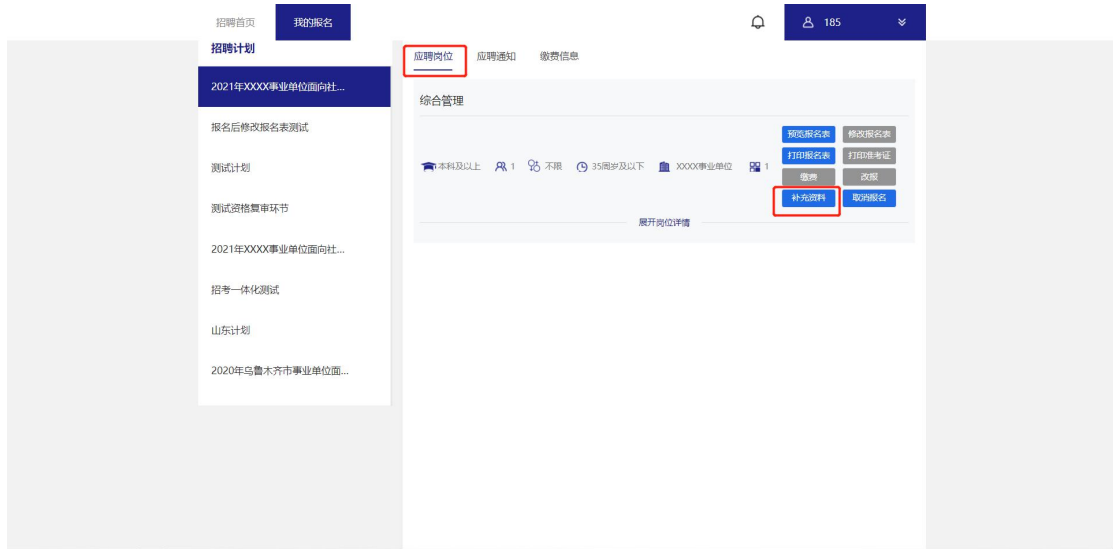 招聘首页 我的报名 185
招聘计划
2021年XXXX事业单位面向社...
报名后修改报名表测试
测试计划
测试资格复审环节
2021年XXXX事业单位面向社...
招考一体化测试
山东计划
2020年乌鲁木齐市事业单位面...
应聘岗位 应聘通知 缴费信息
综合管理
本科及以上 1 不限 35周岁及以下 XXXX事业单位 1
预览报名表 修改报名表
打印报名表 打印准考证
缴费 改报
补充资料 取消报名
展开岗位详情